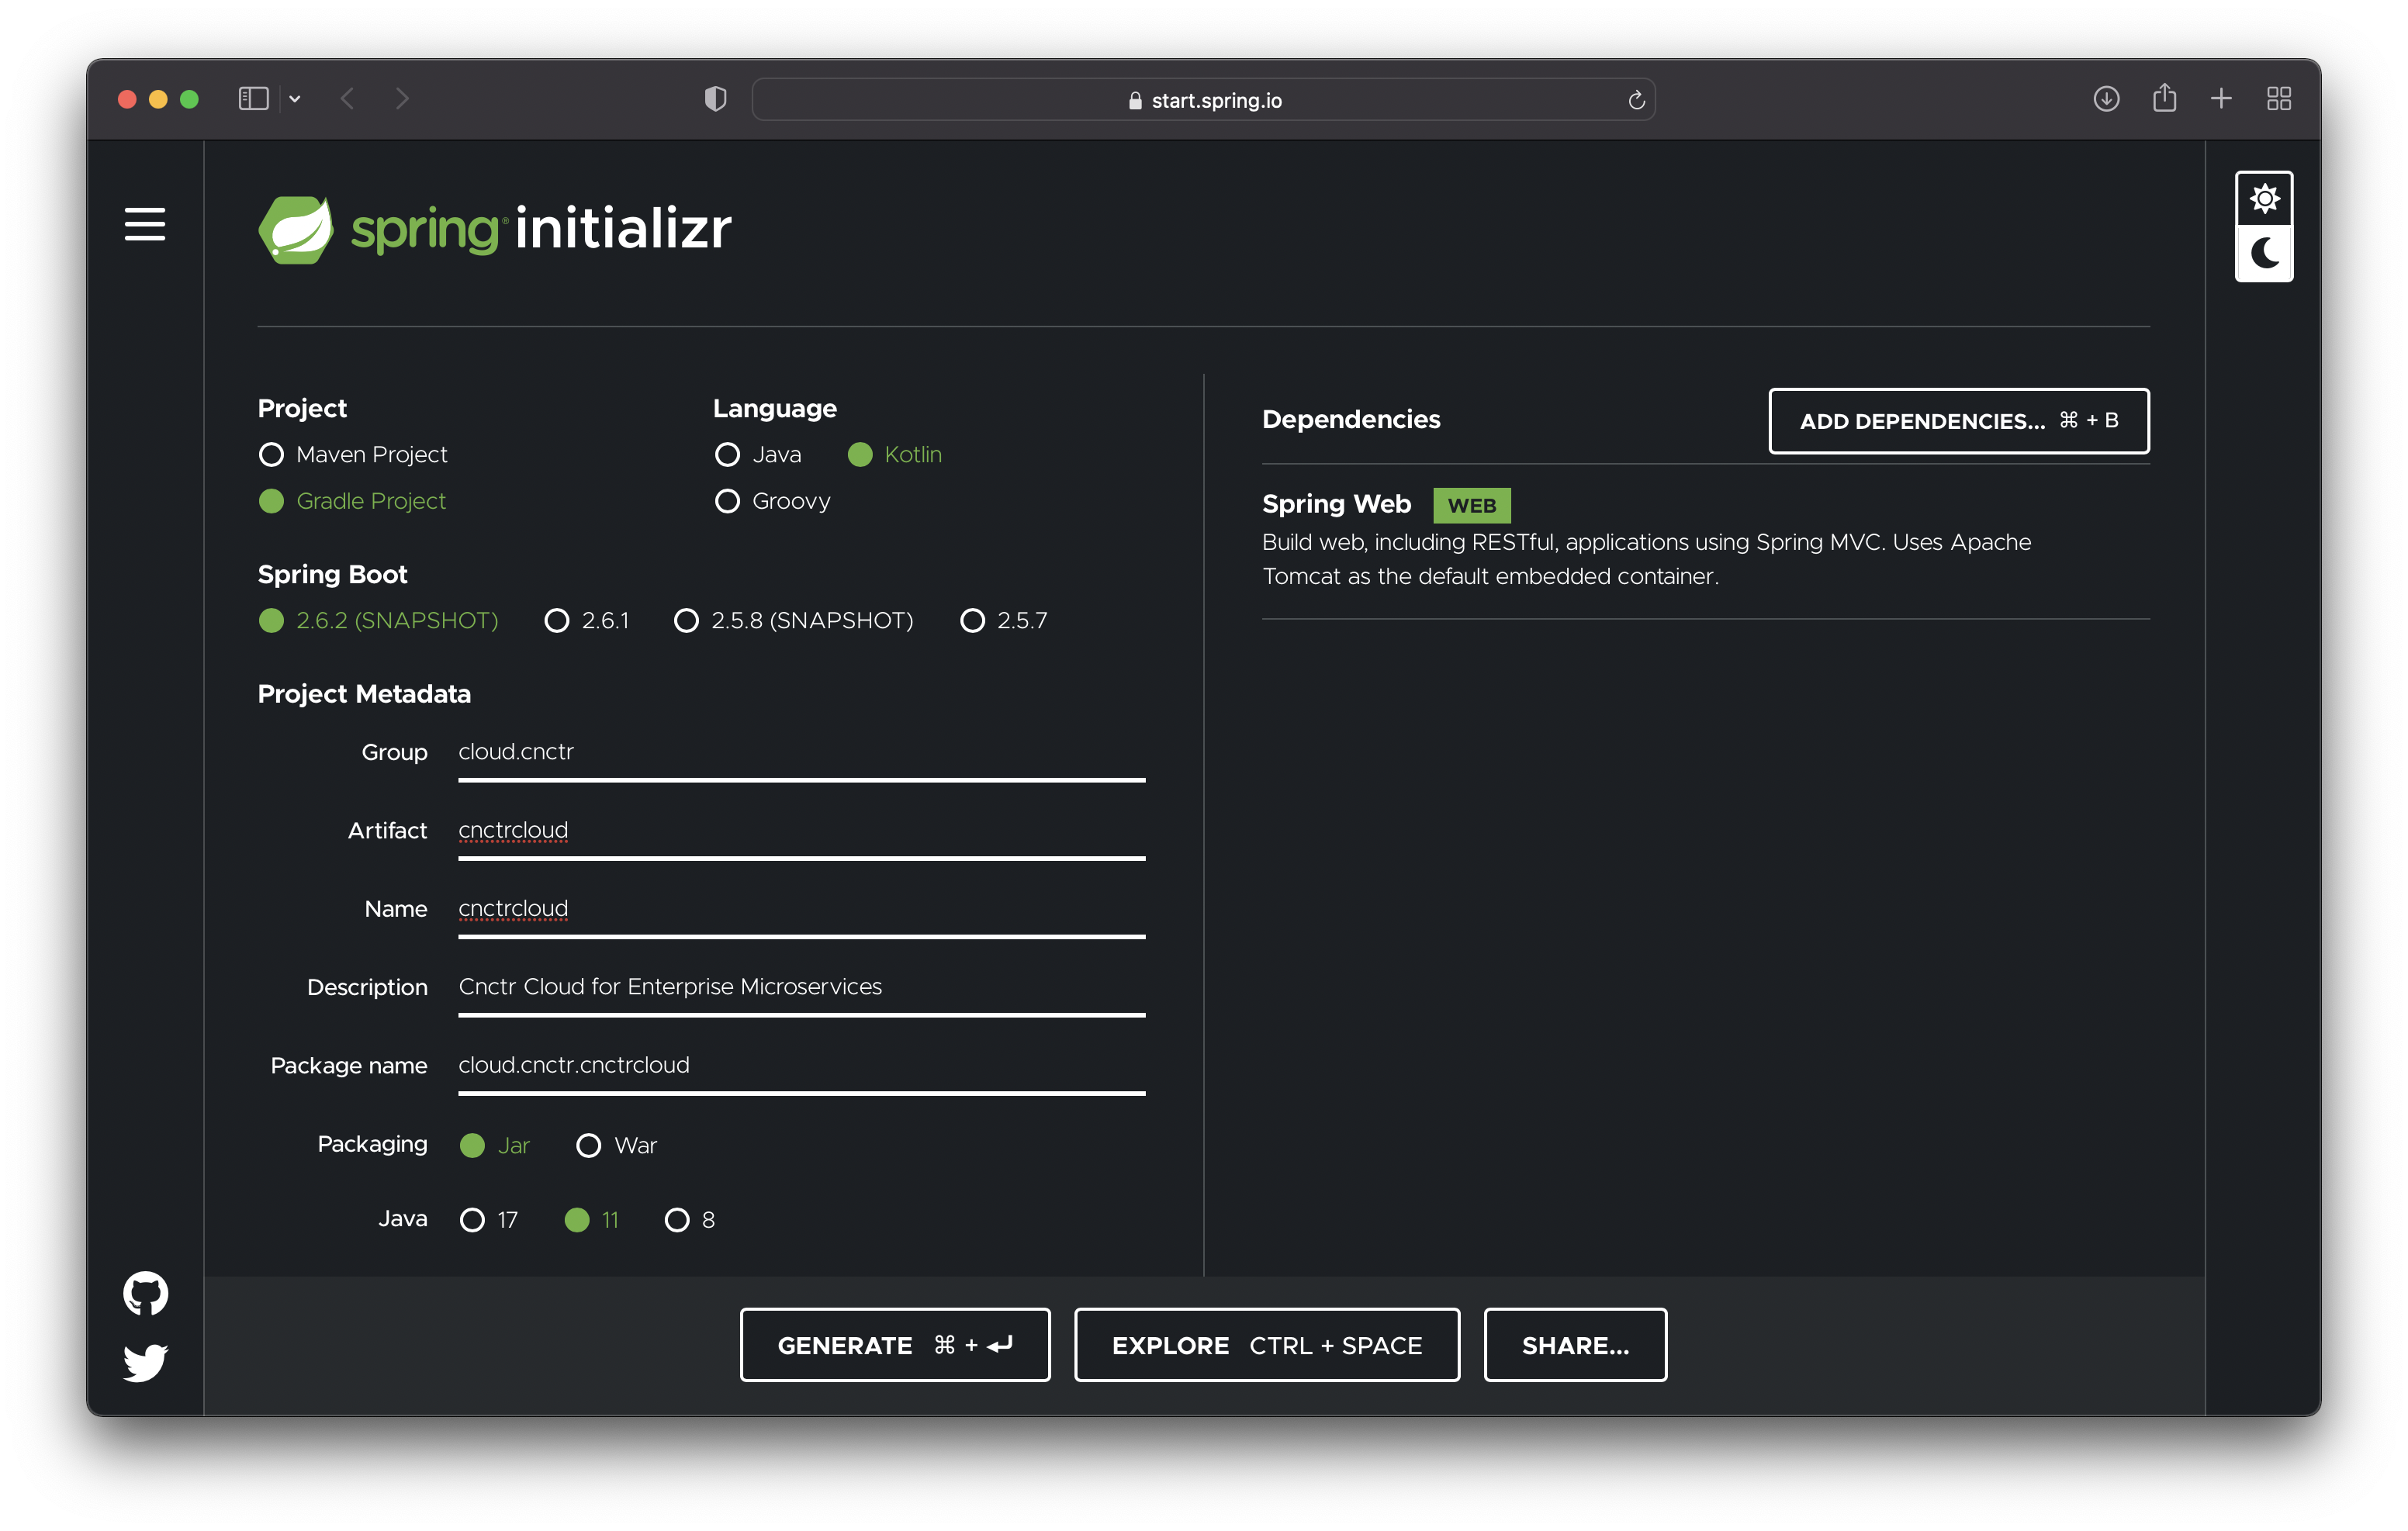 start.spring.io
spring® initializr
Project
Maven Project
Gradle Project
Language
Java Kotlin
Groovy
Spring Boot
2.6.2 (SNAPSHOT) 2.6.1 2.5.8 (SNAPSHOT) 2.5.7
Project Metadata
Group cloud.cnctr
Artifact cnctrcloud
Name cnctrcloud
Description Cnctr Cloud for Enterprise Microservices
Package name cloud.cnctr.cnctrcloud
Packaging Jar War
Java 17 11 8
Dependencies ADD DEPENDENCIES... ⌘ + B
Spring Web WEB
Build web, including RESTful, applications using Spring MVC. Uses Apache
Tomcat as the default embedded container.
GENERATE ⌘ + ⏎ EXPLORE CTRL + SPACE SHARE...